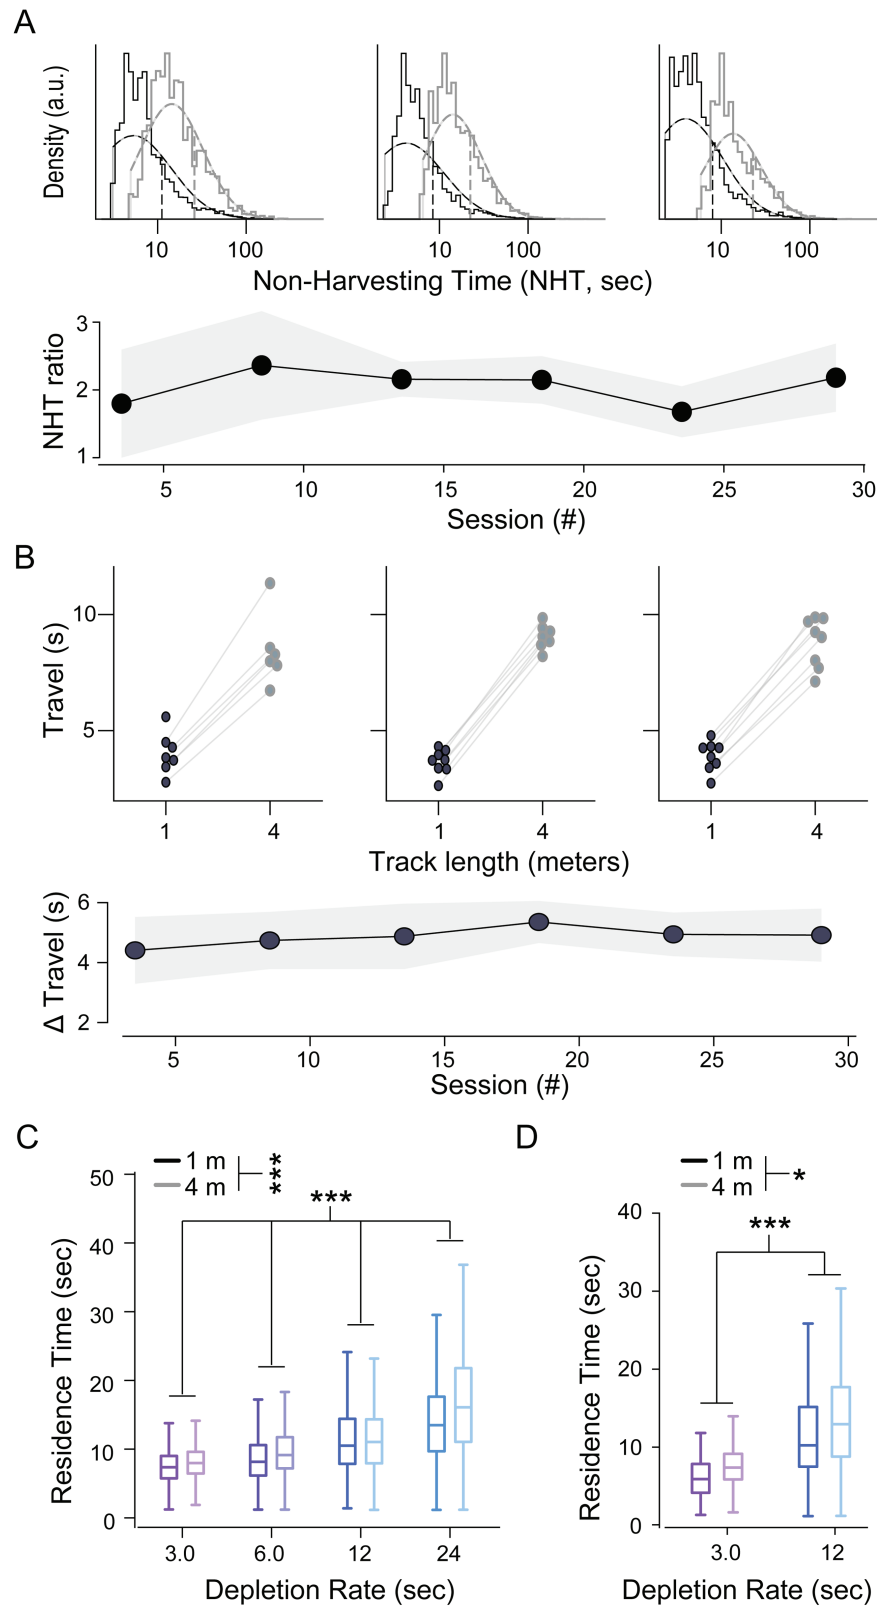 A
Density (a.u.)
10 100 10 100 10 100
Non-Harvesting Time (NHT, sec)
NHT ratio
3
2
1
5 10 15 20 25 30
Session (#)
B
Travel (s)
10
5
1 4 1 4 1 4
Track length (meters)
Δ Travel (s)
6
4
2
5 10 15 20 25 30
Session (#)
C
1 m
4 m
***
***
Residence Time (sec)
50
40
30
20
10
0
3.0 6.0 12 24
Depletion Rate (sec)
D
1 m
4 m
*
***
Residence Time (sec)
40
30
20
10
0
3.0 12
Depletion Rate (sec)